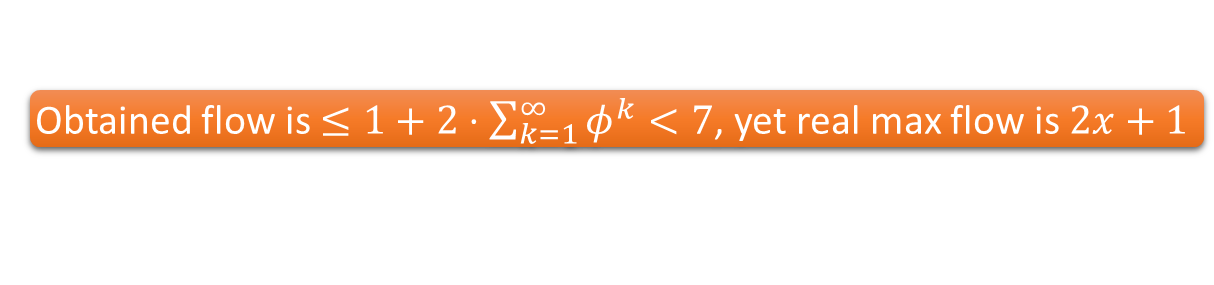 Obtained flow is ≤ 1 + 2 · ∑_{k=1}^{∞} ϕ^k < 7, yet real max flow is 2x + 1